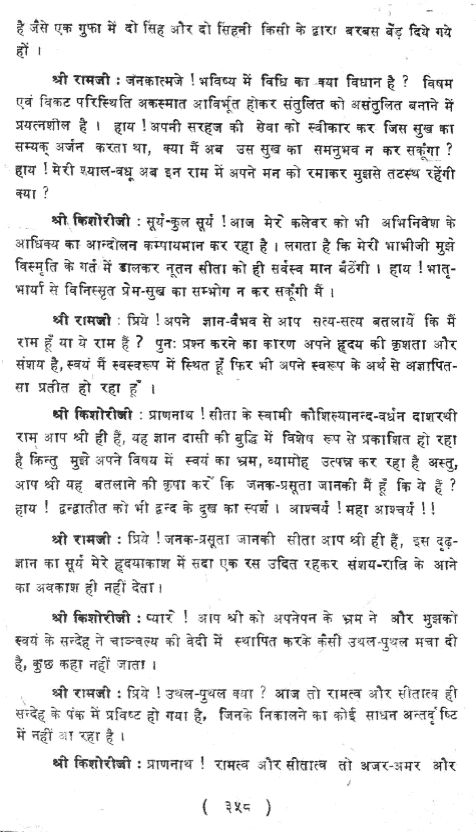 है जैसे एक गुफा में दो सिंह और दो सिंहनी किसी के द्वारा बरबस बेंड़ दिये गये
हों ।
श्री रामजी : जनकात्मजे ! भविष्य में विधि का क्या विधान है ? विषम
एवं विकट परिस्थिति अकस्मात आविर्भूत होकर संतुलित को असंतुलित बनाने में
प्रयत्नशील है । हाय ! अपनी सरहज की सेवा को स्वीकार कर जिस सुख का
सम्यक् अर्जन करता था, क्या मैं अब उस सुख का समनुभव न कर सकूंगा ?
हाय ! मेरी श्याल-वधू अब इन राम में अपने मन को रमाकर मुझसे तटस्थ रहेंगी
क्या ?
श्री किशोरीजी : सूर्य-कुल सूर्य ! आज मेरे कलेवर को भी अभिनिवेश के
आधिक्य का आन्दोलन कम्पायमान कर रहा है । लगता है कि मेरी भाभीजी मुझे
विस्मृति के गर्त में डालकर नूतन सीता को ही सर्वस्व मान बैठेंगी । हाय ! भातृ-
भार्या से विनिस्सृत प्रेम-सुख का सम्भोग न कर सकूंगी मैं ।
श्री रामजी : प्रिये ! अपने ज्ञान-वैभव से आप सत्य-सत्य बतलायें कि मैं
राम हूँ या ये राम हैं ? पुनः प्रश्न करने का कारण अपने हृदय की कृशता और
संशय है, स्वयं मैं स्वस्वरूप में स्थित हूँ फिर भी अपने स्वरूप के अर्थ से अज्ञापित-
सा प्रतीत हो रहा हूँ ।
श्री किशोरीजी : प्राणनाथ ! सीता के स्वामी कौशिल्यानन्द-वर्धन दाशरथी
राम आप श्री ही हैं, यह ज्ञान दासी की बुद्धि में विशेष रूप से प्रकाशित हो रहा
है किन्तु मुझे अपने विषय में स्वयं का भ्रम, व्यामोह उत्पन्न कर रहा है अस्तु,
आप श्री यह बतलाने की कृपा करें कि जनक-प्रसूता जानकी मैं हूँ कि ये हैं ?
हाय ! द्वन्द्वातीत को भी द्वन्द के दुख का स्पर्श । आश्चर्य ! महा आश्चर्य ! !
श्री रामजी : प्रिये ! जनक-प्रसूता जानकी सीता आप श्री ही हैं, इस दृढ़-
ज्ञान का सूर्य मेरे हृदयाकाश में सदा एक रस उदित रहकर संशय-रात्रि के आने
का अवकाश ही नहीं देता ।
श्री किशोरीजी : प्यारे ! आप श्री को अपनेपन के भ्रम ने और मुझको
स्वयं के सन्देह ने चाञ्चल्य की वेदी में स्थापित करके कैसी उथल-पुथल मचा दी
है, कुछ कहा नहीं जाता ।
श्री रामजी : प्रिये ! उथल-पुथल क्या ? आज तो रामत्व और सीतात्व ही
सन्देह के पंक में प्रविष्ट हो गया है, जिनके निकालने का कोई साधन अन्तर्दृष्टि
में नहीं आ रहा है ।
श्री किशोरीजी : प्राणनाथ ! रामत्व और सीतात्व तो अजर-अमर और
( ३५८ )